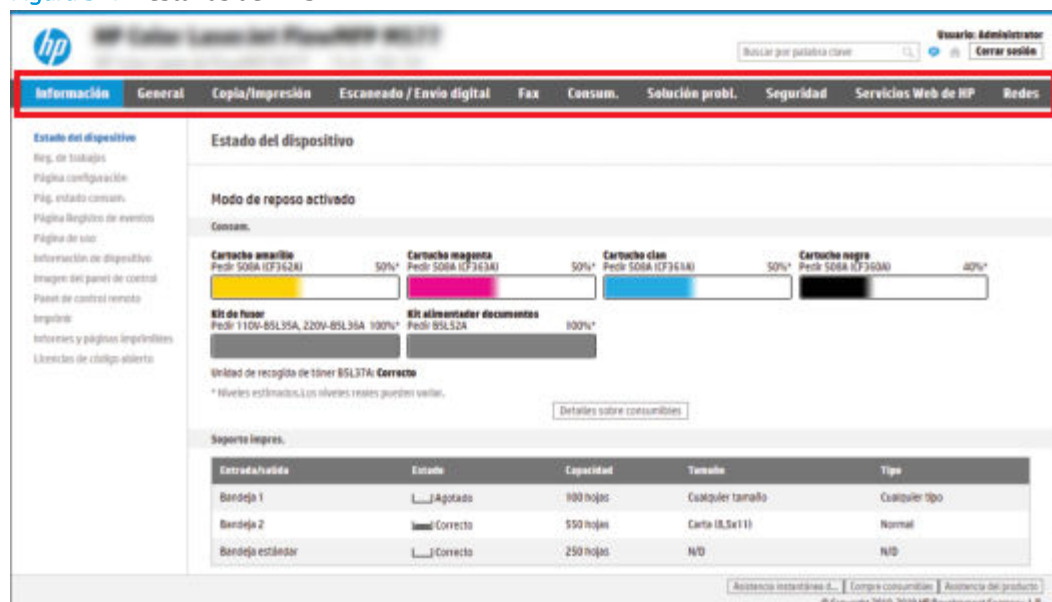 hp
Usuario: Administrator
Buscar por palabra clave
Cerrar sesión
Información General Copia/Impresión Escaneado / Envío digital Fax Consum. Solución probl. Seguridad Servicios Web de HP Redes
Estado del dispositivo
Reg. de trabajos
Página configuración
Pág. estado consum.
Página Registro de eventos
Página de uso
Información de dispositivo
Imagen del panel de control
Panel de control remoto
Imprimir
Informes y páginas imprimibles
Licencias de código abierto
Estado del dispositivo
Modo de reposo activado
Consum.
Cartucho amarillo Cartucho magenta Cartucho cian Cartucho negro
Pedir 508A (CF362A) 50%* Pedir 508A (CF363A) 50%* Pedir 508A (CF361A) 50%* Pedir 508A (CF360A) 40%*
Kit de fusor Kit alimentador documentos
Pedir 110V-B5L35A, 220V-B5L36A 100%* Pedir B5L52A 100%*
Unidad de recogida de tóner B5L37A: Correcto
* Niveles estimados. Los niveles reales pueden variar.
Detalles sobre consumibles
Soporte impres.
Entrada/salida Estado Capacidad Tamaño Tipo
Bandeja 1 Agotado 100 hojas Cualquier tamaño Cualquier tipo
Bandeja 2 Correcto 550 hojas Carta (8,5x11) Normal
Bandeja estándar Correcto 250 hojas N/D N/D
Asistencia instantánea d... Compra consumibles Asistencia del producto